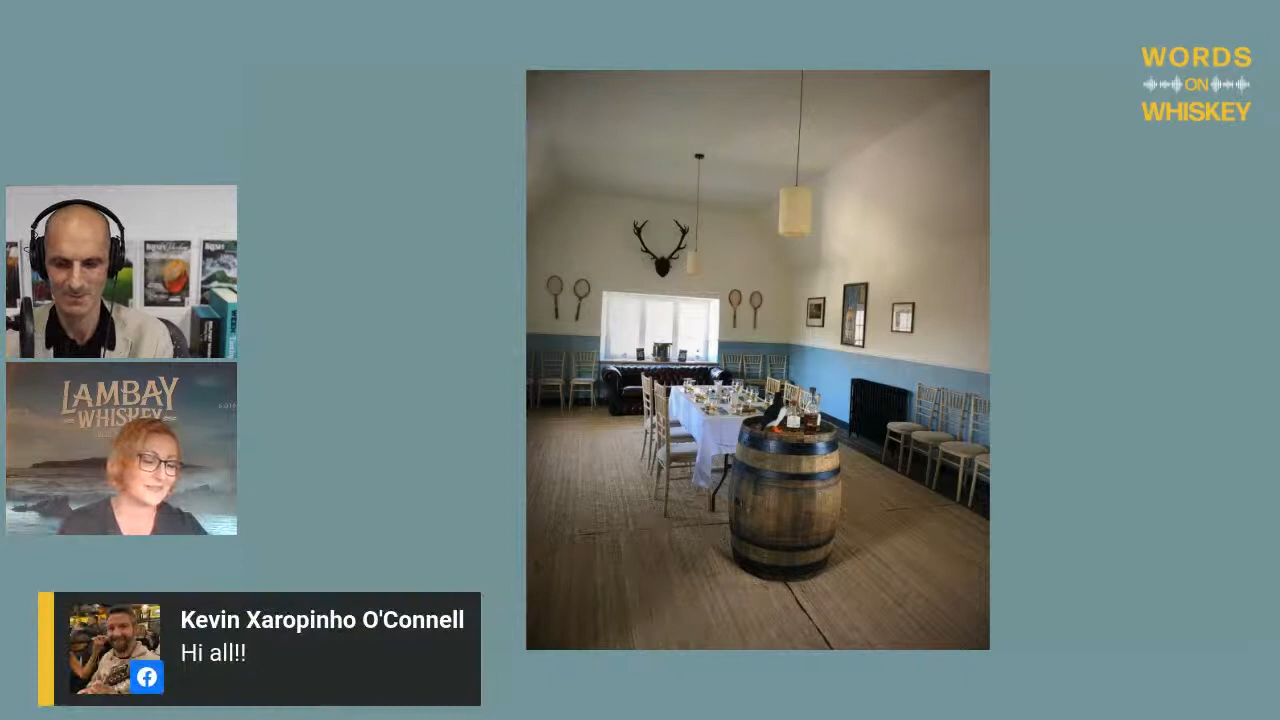 WORDS
ON
WHISKEY
LAMBAY
WHISKEY
Kevin Xaropinho O'Connell
Hi all!!